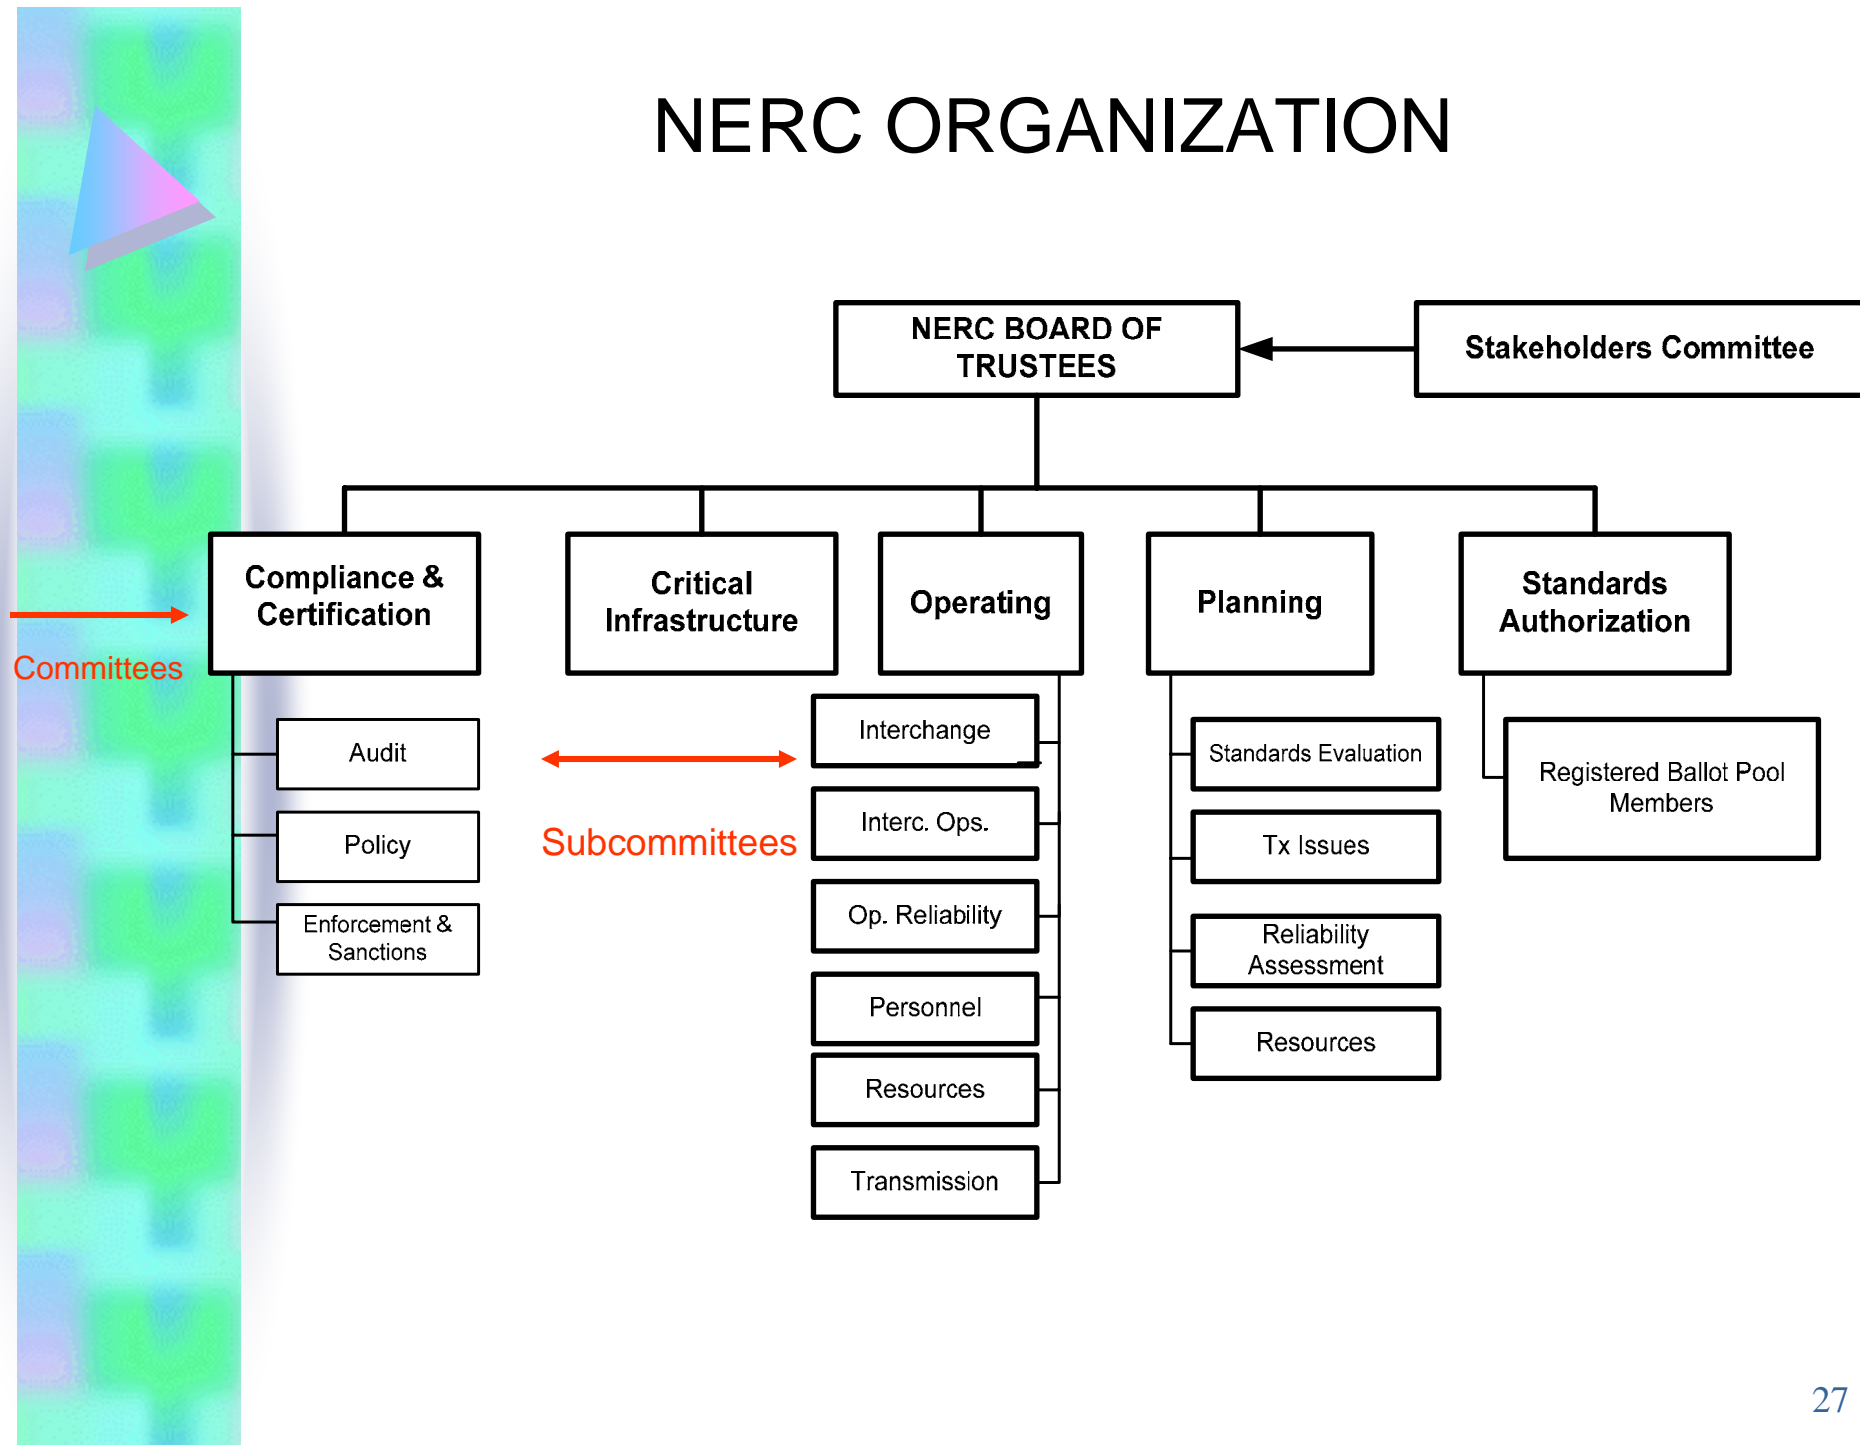 NERC ORGANIZATION
NERC BOARD OF
TRUSTEES
Stakeholders Committee
Committees
Compliance &
Certification
Critical
Infrastructure
Operating
Planning
Standards
Authorization
Subcommittees
Audit
Policy
Enforcement &
Sanctions
Interchange
Interc. Ops.
Op. Reliability
Personnel
Resources
Transmission
Standards Evaluation
Tx Issues
Reliability
Assessment
Resources
Registered Ballot Pool
Members
27